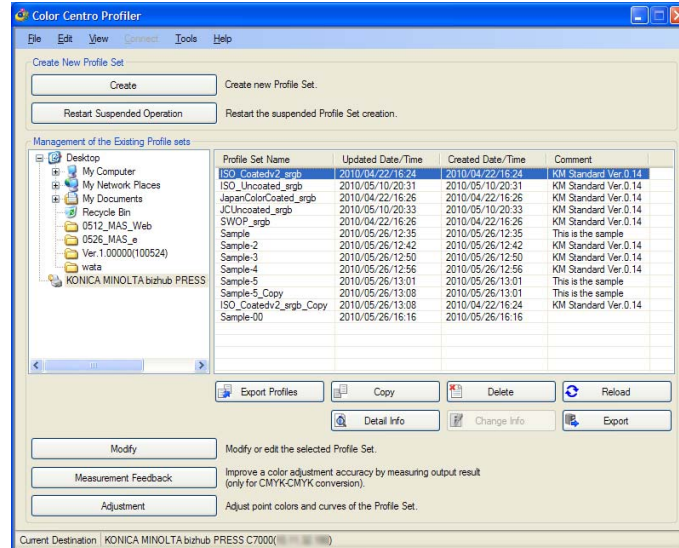 Color Centro Profiler
File Edit View Connect Tools Help
Create New Profile Set
Create Create new Profile Set.
Restart Suspended Operation Restart the suspended Profile Set creation.
Management of the Existing Profile sets
Desktop
My Computer
My Network Places
My Documents
Recycle Bin
0512_MAS_Web
0526_MAS_e
Ver.1.00000(100524)
wata
KONICA MINOLTA bizhub PRESS
Profile Set Name Updated Date/Time Created Date/Time Comment
ISO_Coatedv2_srgb 2010/04/22/16:24 2010/04/22/16:24 KM Standard Ver.0.14
ISO_Uncoated_srgb 2010/05/10/20:31 2010/05/10/20:31 KM Standard Ver.0.14
JapanColorCoated_srgb 2010/04/22/16:26 2010/04/22/16:26 KM Standard Ver.0.14
JCUncoated_srgb 2010/05/10/20:33 2010/05/10/20:33 KM Standard Ver.0.14
SWOP_srgb 2010/04/22/16:26 2010/04/22/16:26 KM Standard Ver.0.14
Sample 2010/05/26/12:35 2010/05/26/12:35 This is the sample
Sample-2 2010/05/26/12:42 2010/05/26/12:42 KM Standard Ver.0.14
Sample-3 2010/05/26/12:50 2010/05/26/12:50 KM Standard Ver.0.14
Sample-4 2010/05/26/12:56 2010/05/26/12:56 KM Standard Ver.0.14
Sample-5 2010/05/26/13:01 2010/05/26/13:01 This is the sample
Sample-5_Copy 2010/05/26/13:08 2010/05/26/13:01 This is the sample
ISO_Coatedv2_srgb_Copy 2010/05/26/13:08 2010/04/22/16:24 KM Standard Ver.0.14
Sample-00 2010/05/26/16:16 2010/05/26/16:16
Export Profiles Copy Delete Reload
Detail Info Change Info Export
Modify Modify or edit the selected Profile Set.
Measurement Feedback Improve a color adjustment accuracy by measuring output result
(only for CMYK-CMYK conversion).
Adjustment Adjust point colors and curves of the Profile Set.
Current Destination KONICA MINOLTA bizhub PRESS C7000( )